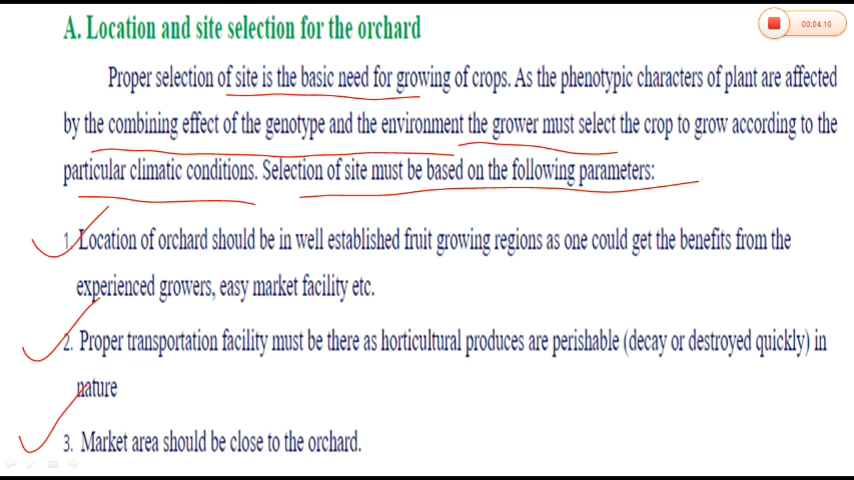 00:04:10
A. Location and site selection for the orchard
Proper selection of site is the basic need for growing of crops. As the phenotypic characters of plant are affected
by the combining effect of the genotype and the environment the grower must select the crop to grow according to the
particular climatic conditions. Selection of site must be based on the following parameters:
1. Location of orchard should be in well established fruit growing regions as one could get the benefits from the
experienced growers, easy market facility etc.
2. Proper transportation facility must be there as horticultural produces are perishable (decay or destroyed quickly) in
nature
3. Market area should be close to the orchard.